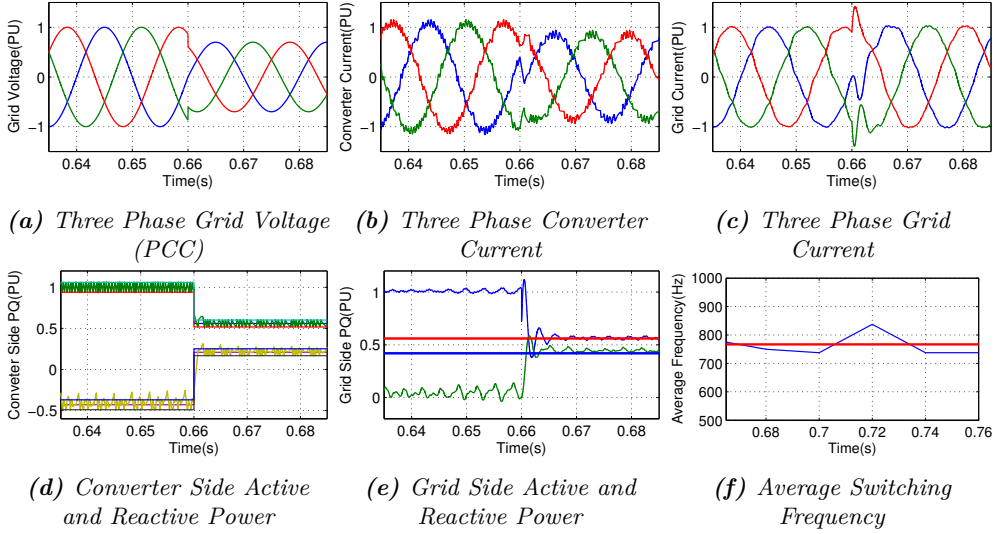 Grid Voltage(PU)
1
0
−1
0.64 0.65 0.66 0.67 0.68
Time(s)
(a) Three Phase Grid Voltage
(PCC)
Converter Current(PU)
1
0
−1
0.64 0.65 0.66 0.67 0.68
Time(s)
(b) Three Phase Converter
Current
Grid Current(PU)
1
0
−1
0.64 0.65 0.66 0.67 0.68
Time(s)
(c) Three Phase Grid
Current
Conveter Side PQ(PU)
1
0.5
0
−0.5
0.64 0.65 0.66 0.67 0.68
Time(s)
(d) Converter Side Active
and Reactive Power
Grid Side PQ(PU)
1
0.5
0
0.64 0.65 0.66 0.67 0.68
Time(s)
(e) Grid Side Active and
Reactive Power
Average Frequency(Hz)
1000
900
800
700
600
500
0.68 0.7 0.72 0.74 0.76
Time(s)
(f) Average Switching
Frequency